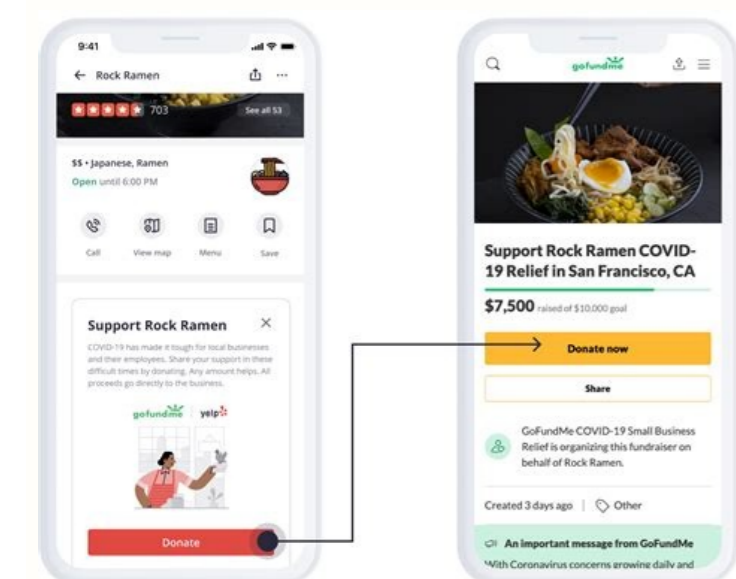 9:41
Rock Ramen
703
See all 53
$$ • Japanese, Ramen
Open until 6:00 PM
Call
View map
Menu
Save
Support Rock Ramen
COVID-19 has made it tough for local businesses
and their employees. Share your support in these
difficult times by donating. Any amount helps. All
proceeds go directly to the business.
gofundme
yelp
Donate
gofundme
Support Rock Ramen COVID-
19 Relief in San Francisco, CA
$7,500 raised of $10,000 goal
Donate now
Share
GoFundMe COVID-19 Small Business
Relief is organizing this fundraiser on
behalf of Rock Ramen.
Created 3 days ago | Other
An important message from GoFundMe
With Coronavirus concerns growing daily and